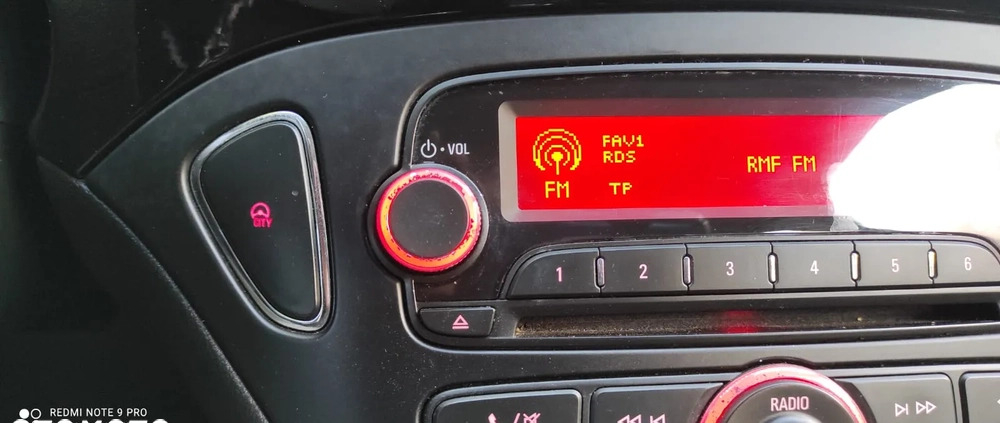 VOL
CITY
FM
FAV1
RDS
TP
RMF FM
1 2 3 4 5 6
RADIO
REDMI NOTE 9 PRO
OTOMOTO